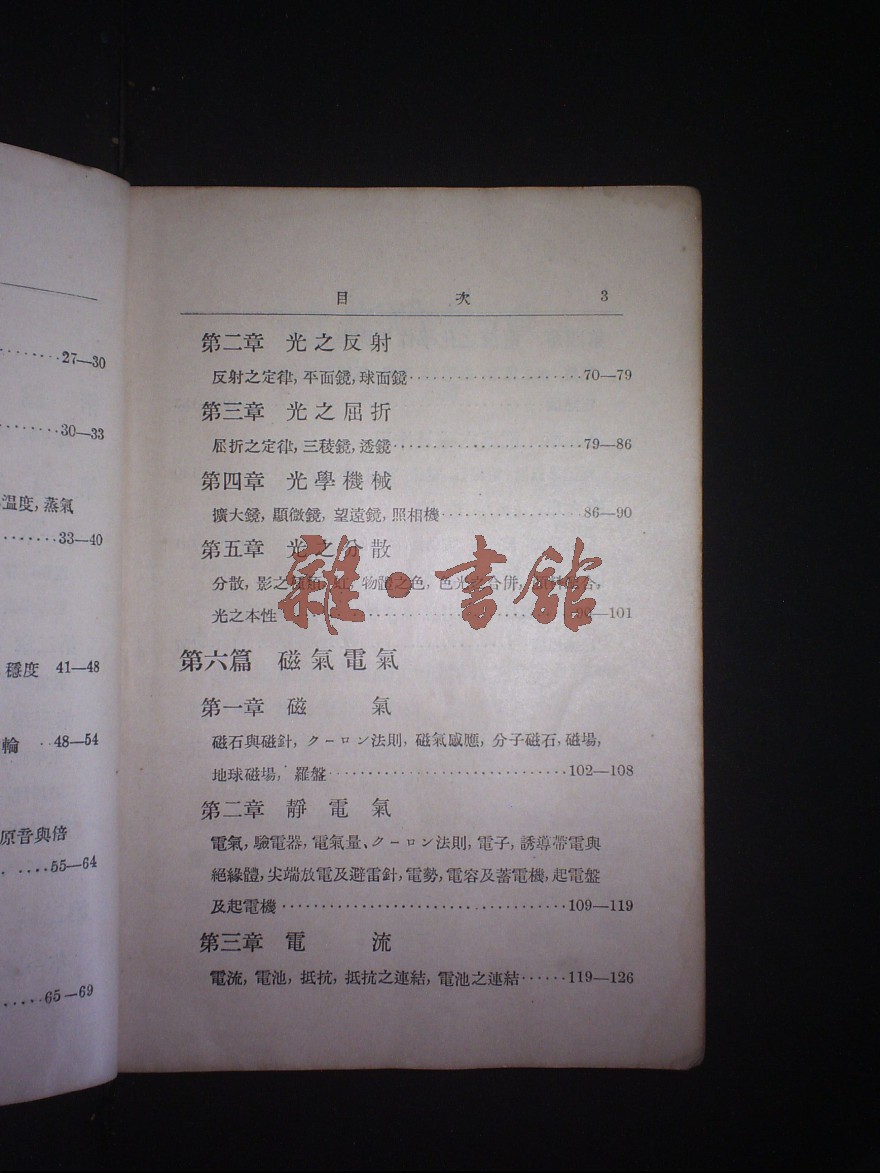 27—30
30—33
溫度, 蒸氣
33—40
穩度 41—48
輪 48—54
原音與倍
55—64
65—69
目 次 3
第二章 光之反射
反射之定律, 平面鏡, 球面鏡 70—79
第三章 光之屈折
屈折之定律, 三稜鏡, 透鏡 79—86
第四章 光學機械
擴大鏡, 顯微鏡, 望遠鏡, 照相機 86—90
第五章 光之分散
分散, 影之種類, 虹, 物體之色, 色光之合併,
光之本性 —101
雜·書館
第六篇 磁氣電氣
第一章 磁 氣
磁石與磁針, クーロン法則, 磁氣感應, 分子磁石, 磁場,
地球磁場, 羅盤 102—108
第二章 靜電氣
電氣, 驗電器, 電氣量、クーロン法則, 電子, 誘導帶電與
絕緣體, 尖端放電及避雷針, 電勢, 電容及蓄電機, 起電盤
及起電機 109—119
第三章 電 流
電流, 電池, 抵抗, 抵抗之連結, 電池之連結 119—126